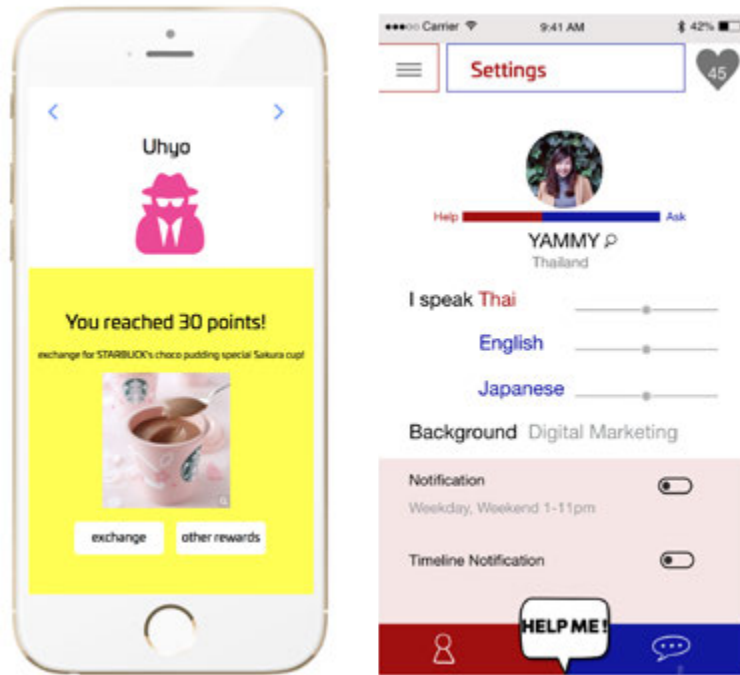 Uhyo
You reached 30 points!
exchange for STARBUCK's choco pudding special Sakura cup!
exchange
other rewards
Carrier
9:41 AM
42%
Settings
45
Help
Ask
YAMMY
Thailand
I speak Thai
English
Japanese
Background Digital Marketing
Notification
Weekday, Weekend 1-11pm
Timeline Notification
HELP ME!